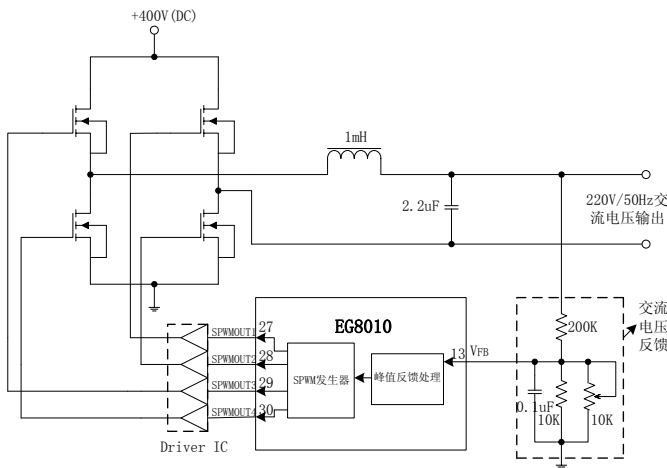 +400V(DC)
1mH
2.2uF
220V/50Hz交
流电压输出
EG8010
交流
电压
反馈
200K
SPWMOUT1
27
SPWMOUT2
28
SPWMOUT3
29
SPWMOUT4
30
SPWM发生器
峰值反馈处理
13
VFB
0.1uF
10K
10K
Driver IC